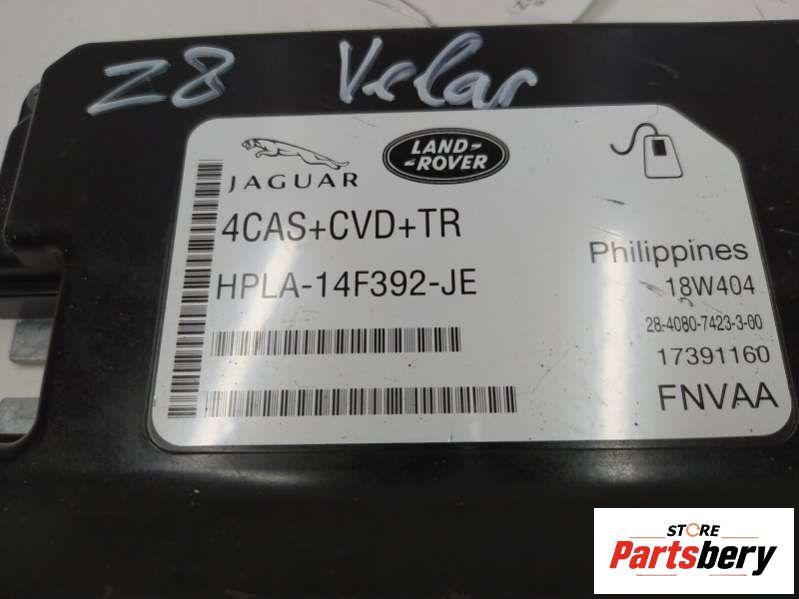 Z8 Velar
JAGUAR
LAND-
-ROVER
4CAS+CVD+TR
HPLA-14F392-JE
Philippines
18W404
28-4080-7423-3-00
17391160
FNVAA
STORE
Partsbery